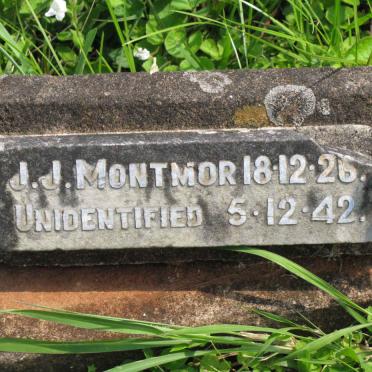 J. J. MONTMOR 18·12·26.
UNIDENTIFIED 5·12·42.